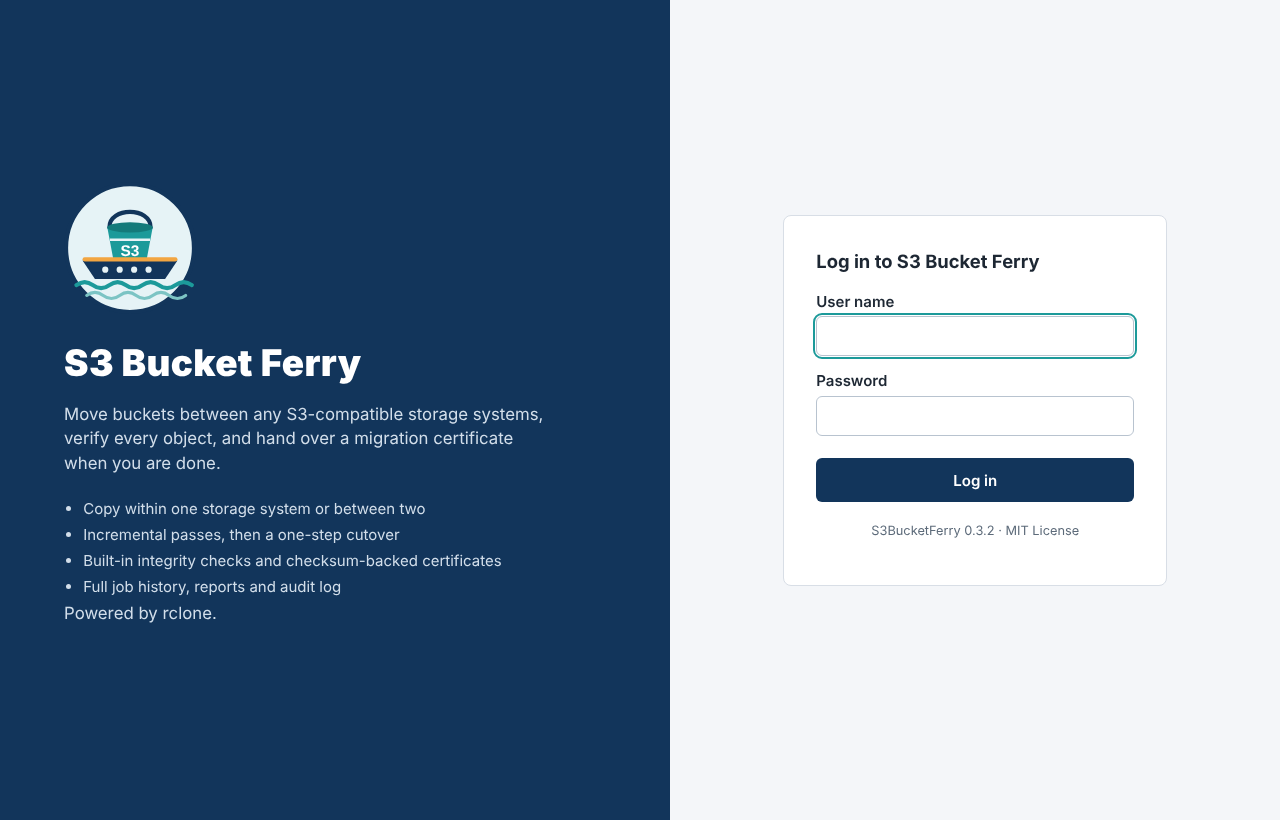 S3
S3 Bucket Ferry
Move buckets between any S3-compatible storage systems,
verify every object, and hand over a migration certificate
when you are done.
• Copy within one storage system or between two
• Incremental passes, then a one-step cutover
• Built-in integrity checks and checksum-backed certificates
• Full job history, reports and audit log
Powered by rclone.
Log in to S3 Bucket Ferry
User name
Password
Log in
S3BucketFerry 0.3.2 · MIT License